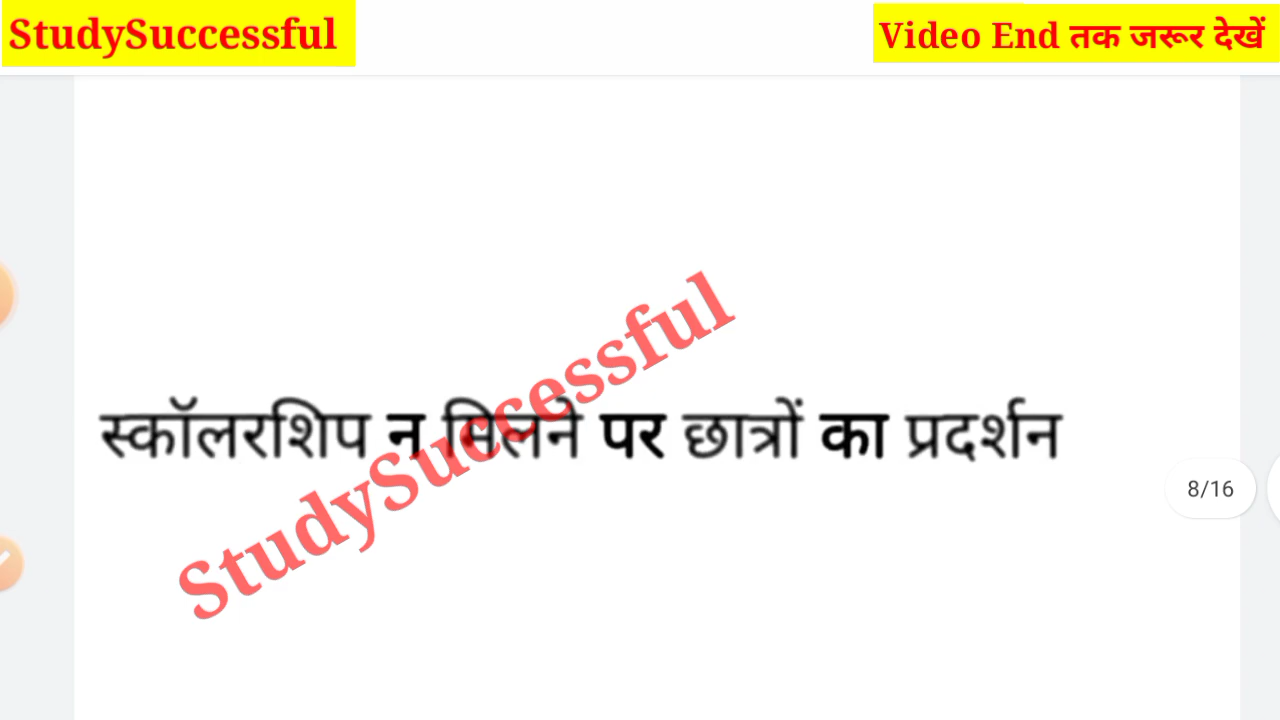 StudySuccessful
Video End तक जरूर देखें
स्कॉलरशिप न मिलने पर छात्रों का प्रदर्शन
StudySuccessful
8/16